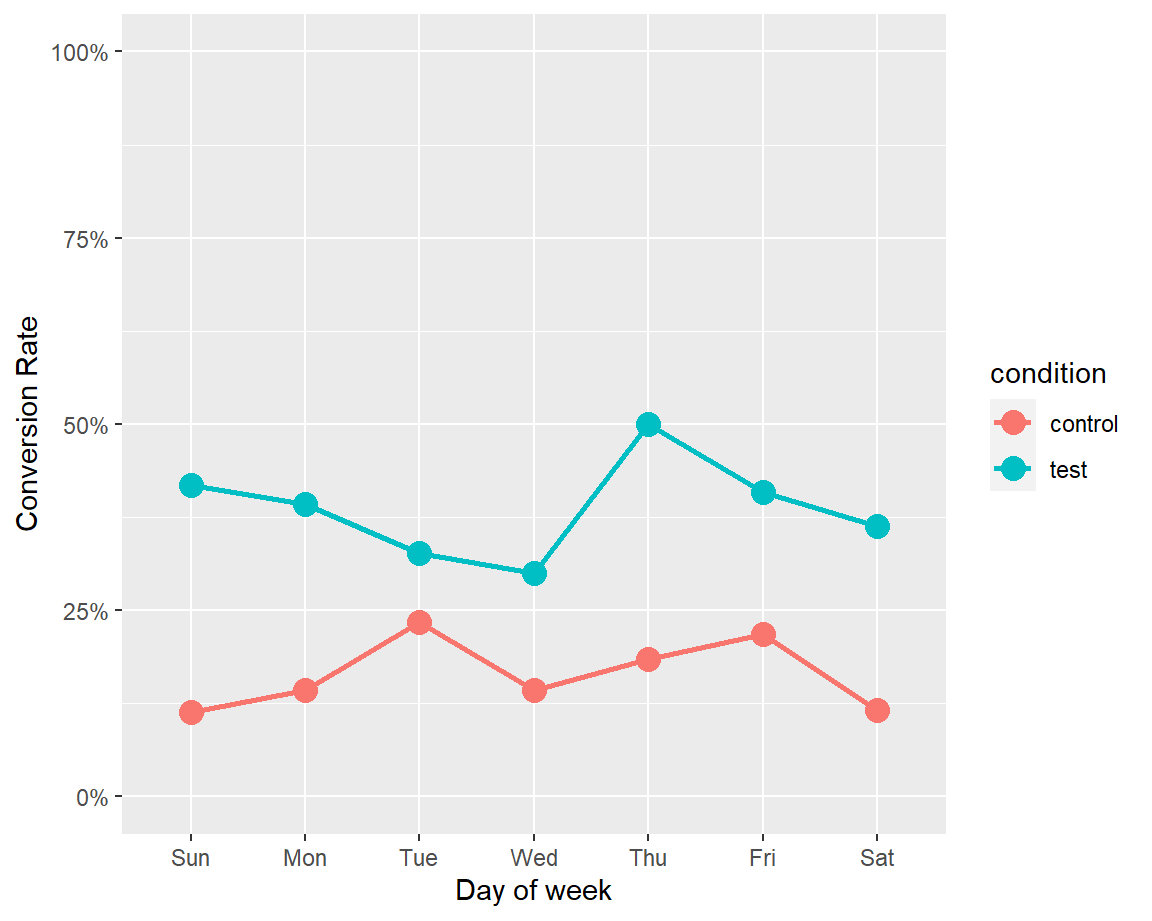 100%
75%
50%
25%
0%
Conversion Rate
Sun Mon Tue Wed Thu Fri Sat
Day of week
condition
control
test